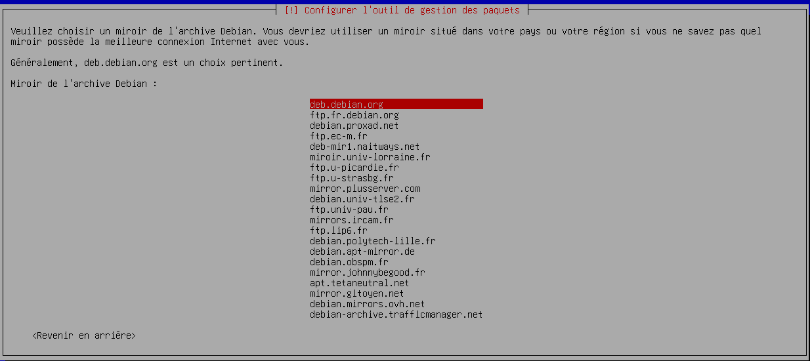 [!] Configurer l'outil de gestion des paquets
Veuillez choisir un miroir de l'archive Debian. Vous devriez utiliser un miroir situé dans votre pays ou votre région si vous ne savez pas quel
miroir possède la meilleure connexion Internet avec vous.
Généralement, deb.debian.org est un choix pertinent.
Miroir de l'archive Debian :
deb.debian.org
ftp.fr.debian.org
debian.proxad.net
ftp.ec-m.fr
deb-mir1.naitways.net
miroir.univ-lorraine.fr
ftp.u-picardie.fr
ftp.u-strasbg.fr
mirror.plusserver.com
debian.univ-tlse2.fr
ftp.univ-pau.fr
mirrors.ircam.fr
ftp.lip6.fr
debian.polytech-lille.fr
debian.apt-mirror.de
debian.obspm.fr
mirror.johnnybegood.fr
apt.tetaneutral.net
mirror.gitoyen.net
debian.mirrors.ovh.net
debian-archive.trafficmanager.net
<Revenir en arrière>